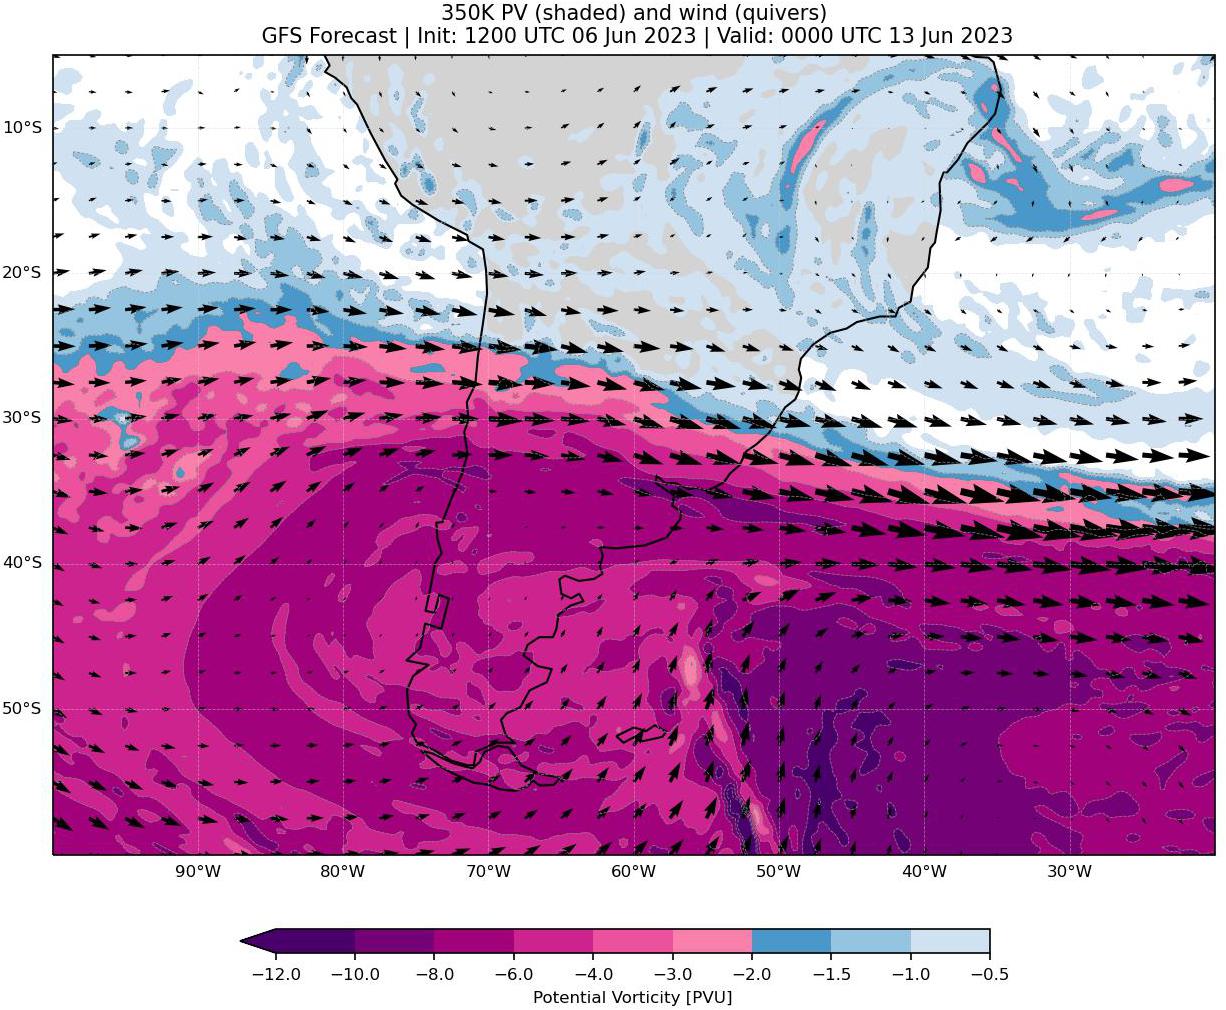 350K PV (shaded) and wind (quivers)
GFS Forecast | Init: 1200 UTC 06 Jun 2023 | Valid: 0000 UTC 13 Jun 2023
10°S
20°S
30°S
40°S
50°S
90°W 80°W 70°W 60°W 50°W 40°W 30°W
−12.0 −10.0 −8.0 −6.0 −4.0 −3.0 −2.0 −1.5 −1.0 −0.5
Potential Vorticity [PVU]